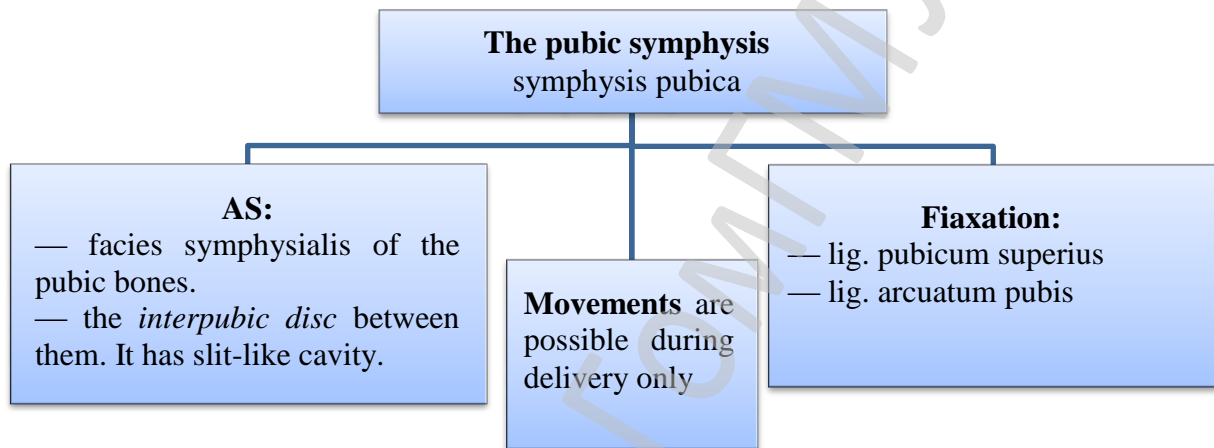 The pubic symphysis
symphysis pubica
AS:
— facies symphysialis of the
pubic bones.
— the interpubic disc between
them. It has slit-like cavity.
Movements are
possible during
delivery only
Fiaxation:
— lig. pubicum superius
— lig. arcuatum pubis
ГомГМУ